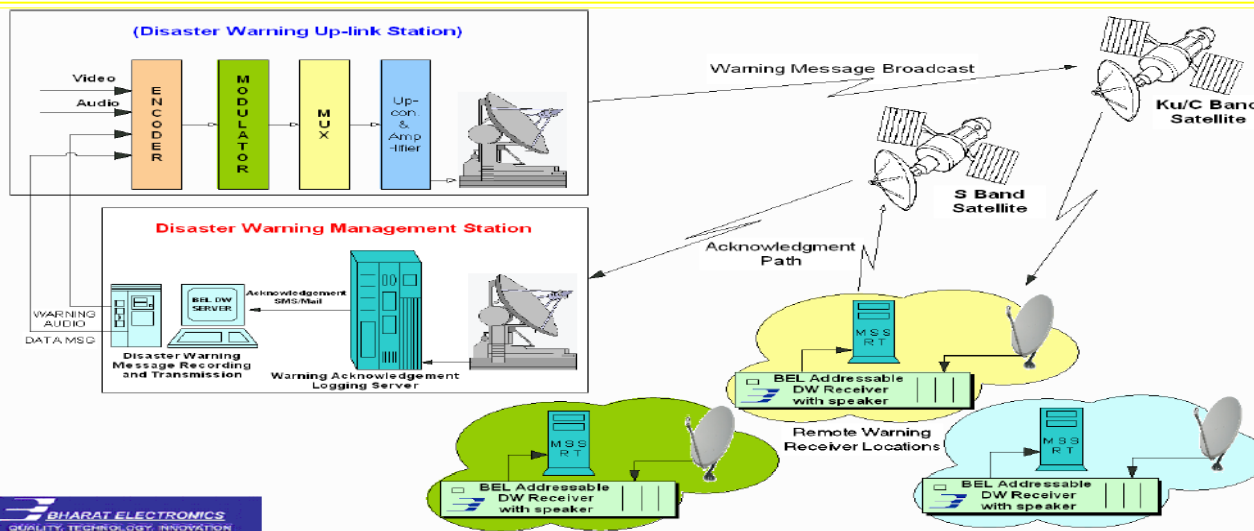 (Disaster Warning Up-link Station)
Video
Audio
ENCODER
MODULATOR
MUX
Up-
con
&
Amp
-lifier
Warning Message Broadcast
Ku/C Band
Satellite
S Band
Satellite
Acknowledgment
Path
Disaster Warning Management Station
BEL DW
SERVER
Acknowledgement
SMS/Mail
WARNING
AUDIO
DATA MSG
Disaster Warning
Message Recording
and Transmission
Warning Acknowledgement
Logging Server
MSS
RT
BEL Addressable
DW Receiver
with speaker
Remote Warning
Receiver Locations
MSS
RT
BEL Addressable
DW Receiver
with speaker
MSS
RT
BEL Addressable
DW Receiver
with speaker
BHARAT ELECTRONICS
QUALITY, TECHNOLOGY, INNOVATION